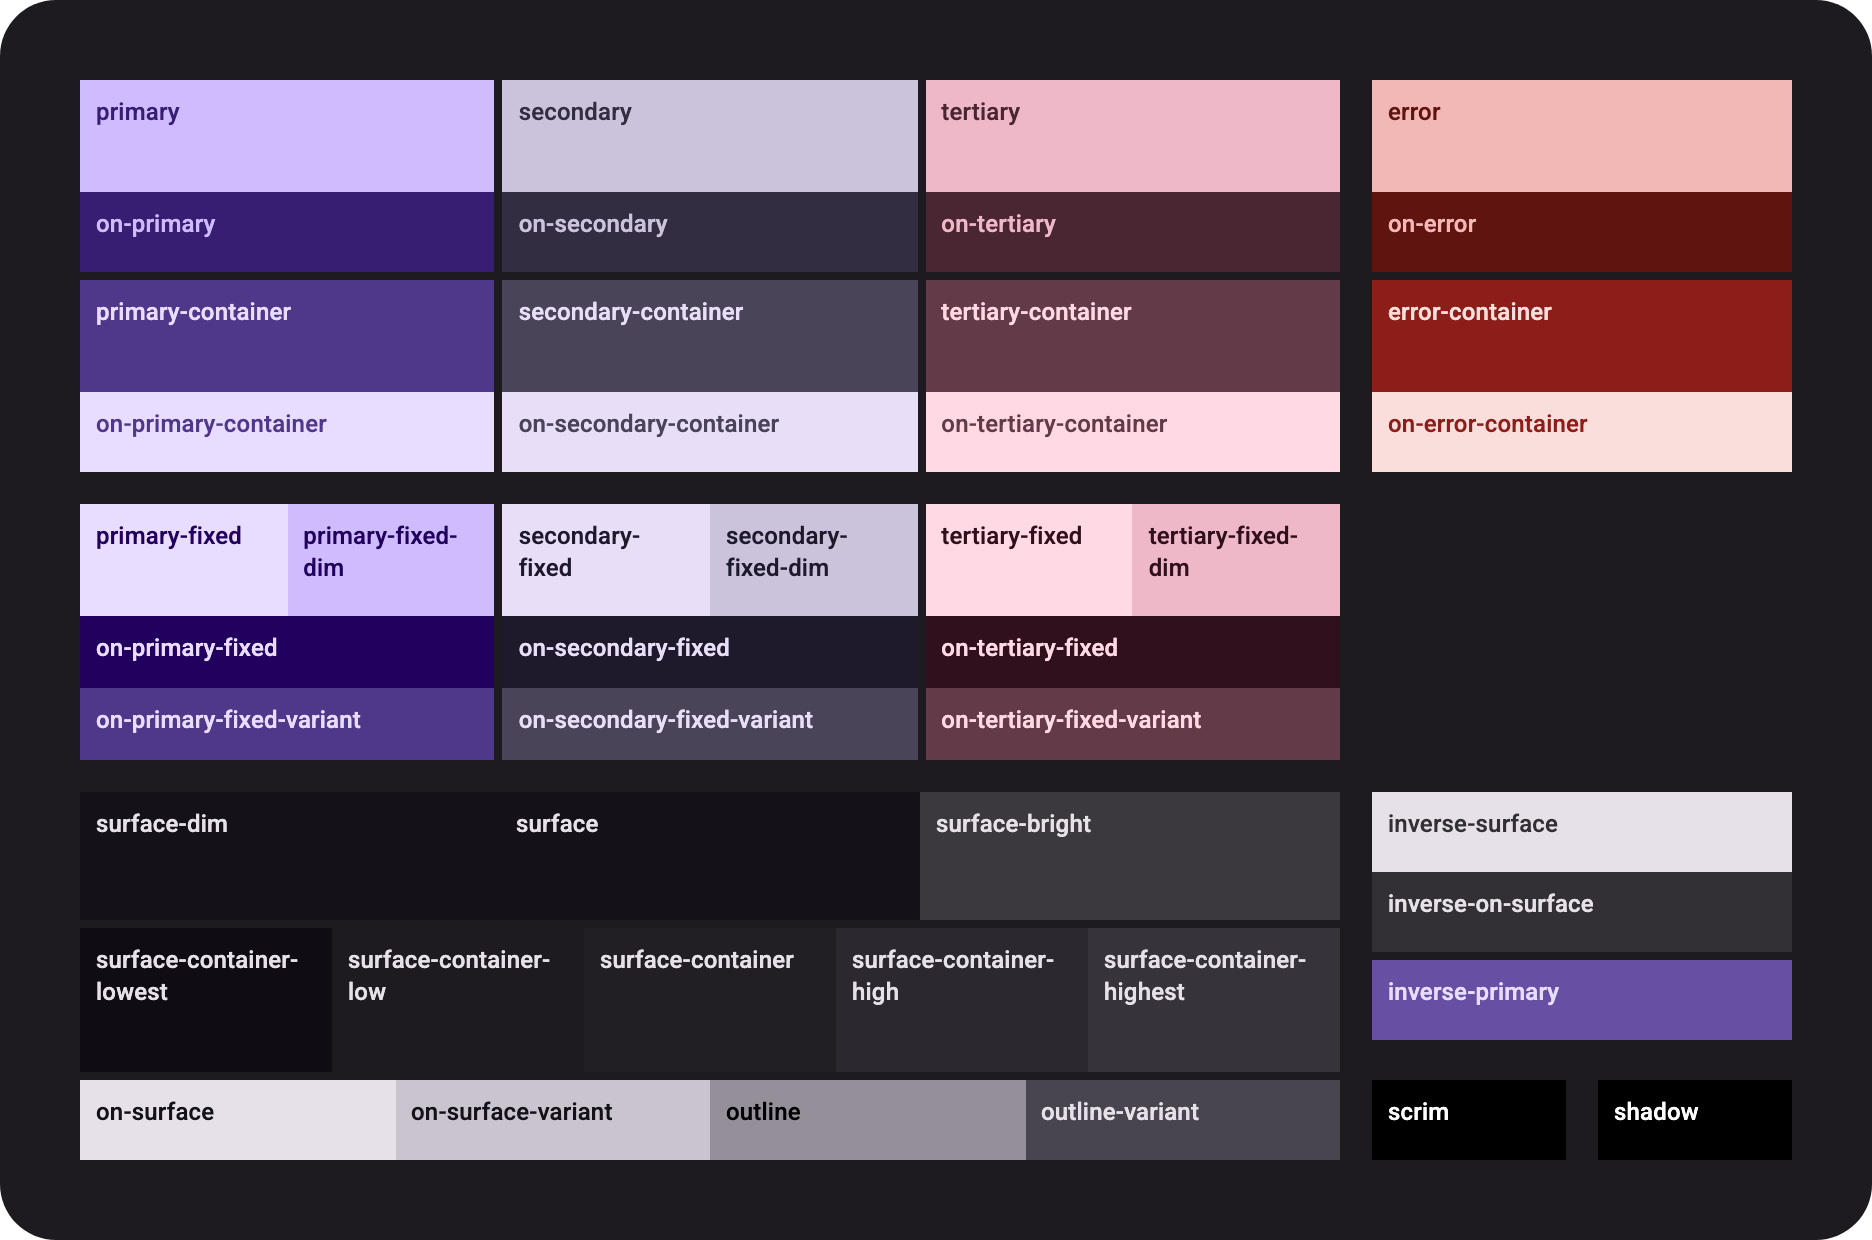 primary
secondary
tertiary
error
on-primary
on-secondary
on-tertiary
on-error
primary-container
secondary-container
tertiary-container
error-container
on-primary-container
on-secondary-container
on-tertiary-container
on-error-container
primary-fixed
primary-fixed-
dim
secondary-
fixed
secondary-
fixed-dim
tertiary-fixed
tertiary-fixed-
dim
on-primary-fixed
on-secondary-fixed
on-tertiary-fixed
on-primary-fixed-variant
on-secondary-fixed-variant
on-tertiary-fixed-variant
surface-dim
surface
surface-bright
inverse-surface
inverse-on-surface
surface-container-
lowest
surface-container-
low
surface-container
surface-container-
high
surface-container-
highest
inverse-primary
on-surface
on-surface-variant
outline
outline-variant
scrim
shadow